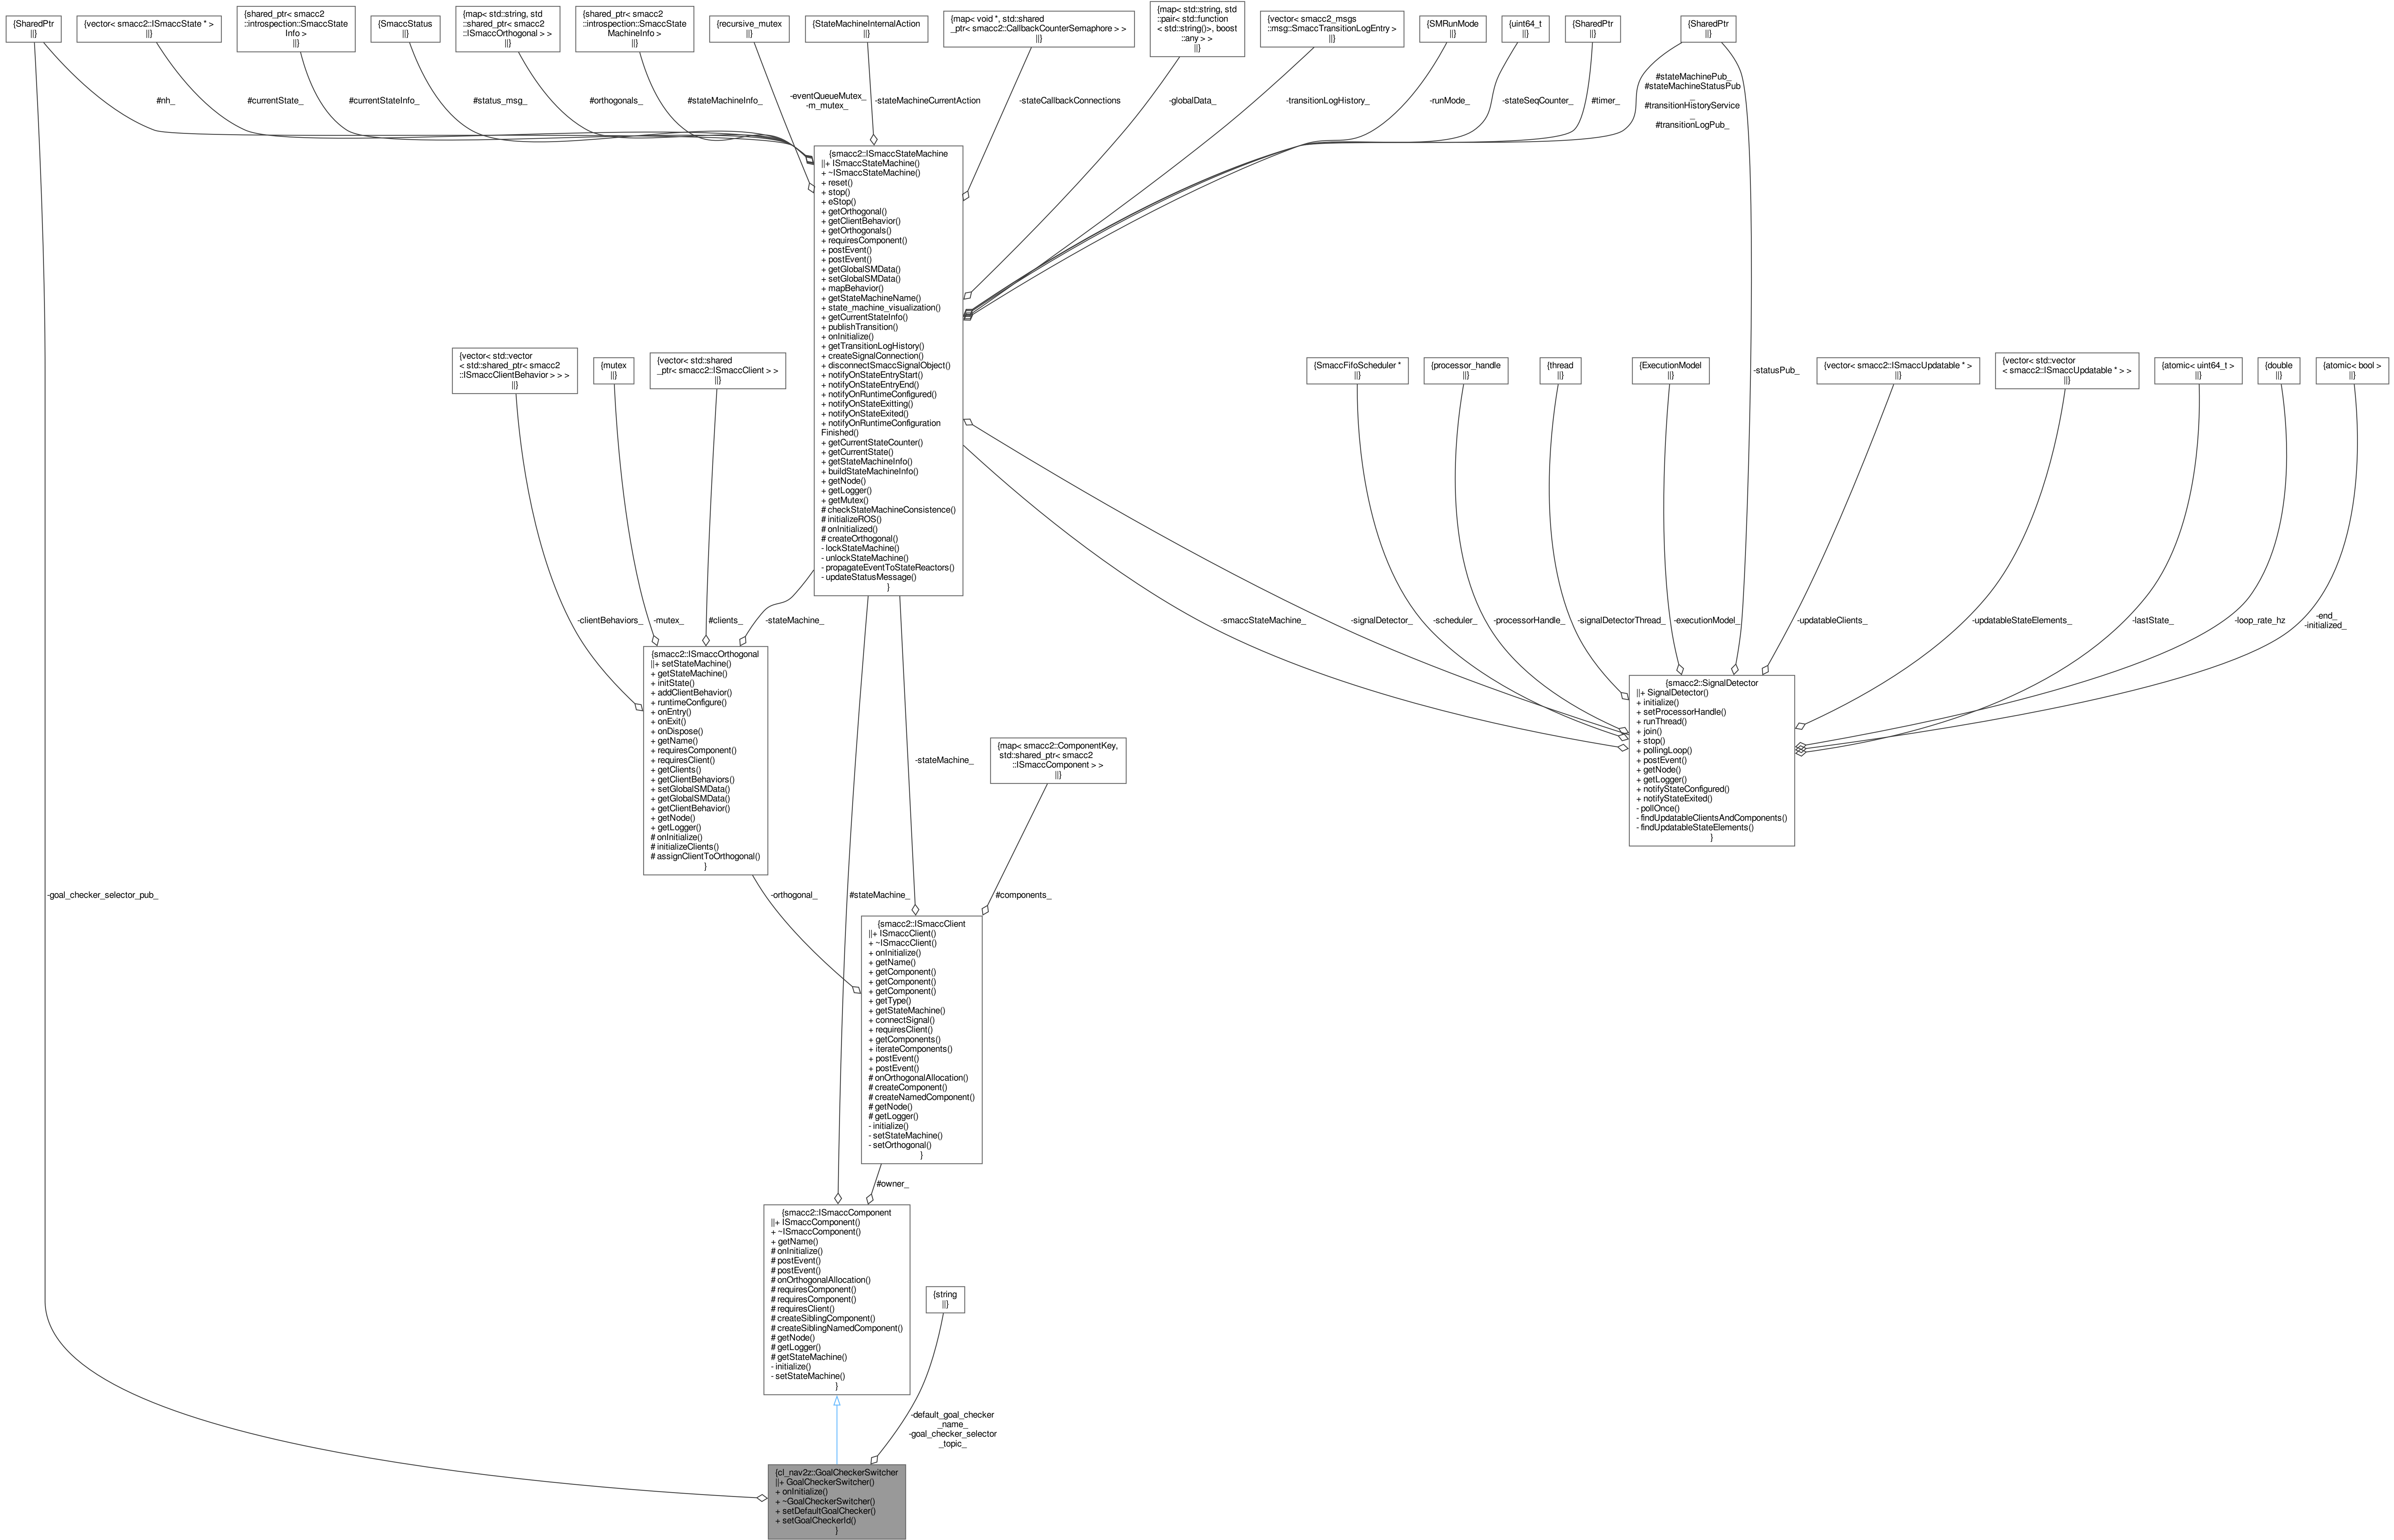 {SharedPtr
||}
{vector< smacc2::ISmaccState * >
||}
{shared_ptr< smacc2
::introspection::SmaccState
Info >
||}
{SmaccStatus
||}
{map< std::string, std
::shared_ptr< smacc2
::ISmaccOrthogonal > >
||}
{shared_ptr< smacc2
::introspection::SmaccState
MachineInfo >
||}
{recursive_mutex
||}
{StateMachineInternalAction
||}
{map< void *, std::shared
_ptr< smacc2::CallbackCounterSemaphore > >
||}
{map< std::string, std
::pair< std::function
< std::string()>, boost
::any > >
||}
{vector< smacc2_msgs
::msg::SmaccTransitionLogEntry >
||}
{SMRunMode
||}
{uint64_t
||}
{SharedPtr
||}
{SharedPtr
||}
#nh_
#currentState_
#currentStateInfo_
#status_msg_
#orthogonals_
#stateMachineInfo_
-eventQueueMutex_
-m_mutex_
-stateMachineCurrentAction
-stateCallbackConnections
-globalData_
-transitionLogHistory_
-runMode_
-stateSeqCounter_
#timer_
#stateMachinePub_
#stateMachineStatusPub
_
#transitionHistoryService
_
#transitionLogPub_
{smacc2::ISmaccStateMachine
||+ ISmaccStateMachine()
+ ~ISmaccStateMachine()
+ reset()
+ stop()
+ eStop()
+ getOrthogonal()
+ getClientBehavior()
+ getOrthogonals()
+ requiresComponent()
+ postEvent()
+ postEvent()
+ getGlobalSMData()
+ setGlobalSMData()
+ mapBehavior()
+ getStateMachineName()
+ state_machine_visualization()
+ getCurrentStateInfo()
+ publishTransition()
+ onInitialize()
+ getTransitionLogHistory()
+ createSignalConnection()
+ disconnectSmaccSignalObject()
+ notifyOnStateEntryStart()
+ notifyOnStateEntryEnd()
+ notifyOnRuntimeConfigured()
+ notifyOnStateExitting()
+ notifyOnStateExited()
+ notifyOnRuntimeConfiguration
Finished()
+ getCurrentStateCounter()
+ getCurrentState()
+ getStateMachineInfo()
+ buildStateMachineInfo()
+ getNode()
+ getLogger()
+ getMutex()
# checkStateMachineConsistence()
# initializeROS()
# onInitialized()
# createOrthogonal()
- lockStateMachine()
- unlockStateMachine()
- propagateEventToStateReactors()
- updateStatusMessage()
}
{vector< std::vector
< std::shared_ptr< smacc2
::ISmaccClientBehavior > > >
||}
{mutex
||}
{vector< std::shared
_ptr< smacc2::ISmaccClient > >
||}
{SmaccFifoScheduler *
||}
{processor_handle
||}
{thread
||}
{ExecutionModel
||}
-statusPub_
{vector< smacc2::ISmaccUpdatable * >
||}
{vector< std::vector
< smacc2::ISmaccUpdatable * > >
||}
{atomic< uint64_t >
||}
{double
||}
{atomic< bool >
||}
-clientBehaviors_
-mutex_
#clients_
-stateMachine_
-smaccStateMachine_
-signalDetector_
-scheduler_
-processorHandle_
-signalDetectorThread_
-executionModel_
-updatableClients_
-updatableStateElements_
-lastState_
-loop_rate_hz
-end_
-initialized_
{smacc2::ISmaccOrthogonal
||+ setStateMachine()
+ getStateMachine()
+ initState()
+ addClientBehavior()
+ runtimeConfigure()
+ onEntry()
+ onExit()
+ onDispose()
+ getName()
+ requiresComponent()
+ requiresClient()
+ getClients()
+ getClientBehaviors()
+ setGlobalSMData()
+ getGlobalSMData()
+ getClientBehavior()
+ getNode()
+ getLogger()
# onInitialize()
# initializeClients()
# assignClientToOrthogonal()
}
{smacc2::SignalDetector
||+ SignalDetector()
+ initialize()
+ setProcessorHandle()
+ runThread()
+ join()
+ stop()
+ pollingLoop()
+ postEvent()
+ getNode()
+ getLogger()
+ notifyStateConfigured()
+ notifyStateExited()
- pollOnce()
- findUpdatableClientsAndComponents()
- findUpdatableStateElements()
}
-stateMachine_
{map< smacc2::ComponentKey,
std::shared_ptr< smacc2
::ISmaccComponent > >
||}
-goal_checker_selector_pub_
-orthogonal_
#stateMachine_
#components_
{smacc2::ISmaccClient
||+ ISmaccClient()
+ ~ISmaccClient()
+ onInitialize()
+ getName()
+ getComponent()
+ getComponent()
+ getComponent()
+ getType()
+ getStateMachine()
+ connectSignal()
+ requiresClient()
+ getComponents()
+ iterateComponents()
+ postEvent()
+ postEvent()
# onOrthogonalAllocation()
# createComponent()
# createNamedComponent()
# getNode()
# getLogger()
- initialize()
- setStateMachine()
- setOrthogonal()
}
#owner_
{smacc2::ISmaccComponent
||+ ISmaccComponent()
+ ~ISmaccComponent()
+ getName()
# onInitialize()
# postEvent()
# postEvent()
# onOrthogonalAllocation()
# requiresComponent()
# requiresComponent()
# requiresClient()
# createSiblingComponent()
# createSiblingNamedComponent()
# getNode()
# getLogger()
# getStateMachine()
- initialize()
- setStateMachine()
}
{string
||}
-default_goal_checker
_name_
-goal_checker_selector
_topic_
{cl_nav2z::GoalCheckerSwitcher
||+ GoalCheckerSwitcher()
+ onInitialize()
+ ~GoalCheckerSwitcher()
+ setDefaultGoalChecker()
+ setGoalCheckerId()
}